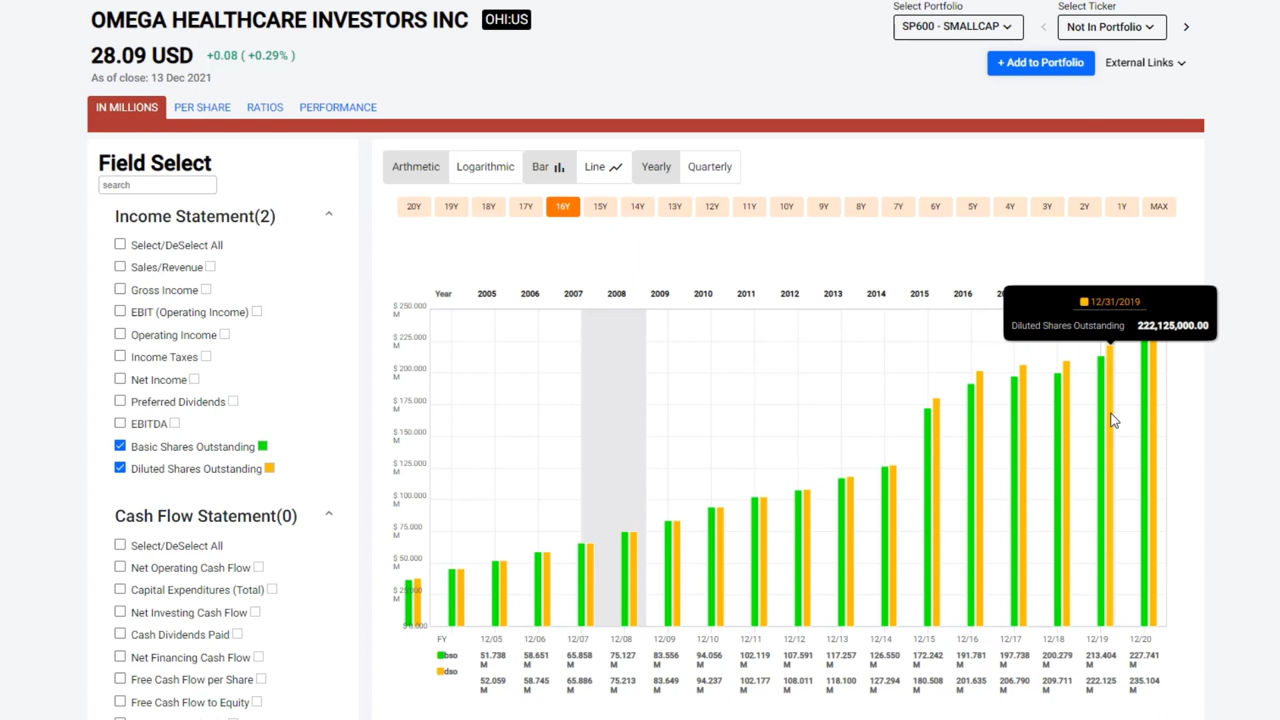 OMEGA HEALTHCARE INVESTORS INC OHI:US
28.09 USD +0.08 ( +0.29% )
As of close: 13 Dec 2021
Select Portfolio Select Ticker
SP600 - SMALLCAP Not In Portfolio
+ Add to Portfolio External Links
IN MILLIONS PER SHARE RATIOS PERFORMANCE
Field Select
search
Income Statement(2)
Select/DeSelect All
Sales/Revenue
Gross Income
EBIT (Operating Income)
Operating Income
Income Taxes
Net Income
Preferred Dividends
EBITDA
Basic Shares Outstanding
Diluted Shares Outstanding
Cash Flow Statement(0)
Select/DeSelect All
Net Operating Cash Flow
Capital Expenditures (Total)
Net Investing Cash Flow
Cash Dividends Paid
Net Financing Cash Flow
Free Cash Flow per Share
Free Cash Flow to Equity
Arthmetic Logarithmic Bar Line Yearly Quarterly
20Y 19Y 18Y 17Y 16Y 15Y 14Y 13Y 12Y 11Y 10Y 9Y 8Y 7Y 6Y 5Y 4Y 3Y 2Y 1Y MAX
Year 2005 2006 2007 2008 2009 2010 2011 2012 2013 2014 2015 2016
12/31/2019
Diluted Shares Outstanding 222,125,000.00
$ 250.000
M
$ 225.000
M
$ 200.000
M
$ 175.000
M
$ 150.000
M
$ 125.000
M
$ 100.000
M
$ 75.000
M
$ 50.000
M
M
$ 0.000
FY 12/05 12/06 12/07 12/08 12/09 12/10 12/11 12/12 12/13 12/14 12/15 12/16 12/17 12/18 12/19 12/20
bso 51.738 58.651 65.858 75.127 83.556 94.056 102.119 107.591 117.257 126.550 172.242 191.781 197.738 200.279 213.404 227.741
M M M M M M M M M M M M M M M M
dso 52.059 58.745 65.886 75.213 83.649 94.237 102.177 108.011 118.100 127.294 180.508 201.635 206.790 209.711 222.125 235.104
M M M M M M M M M M M M M M M M